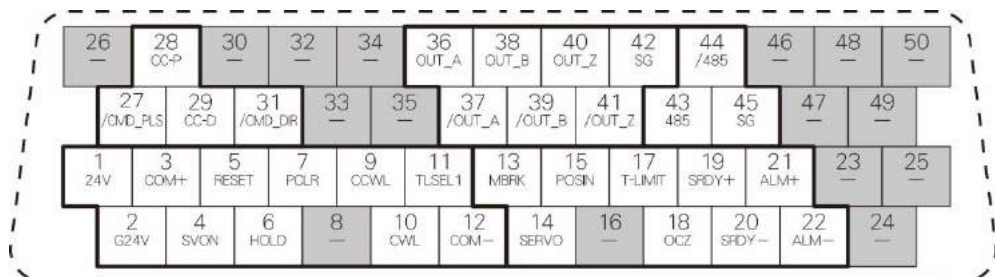 26 28 30 32 34 36 38 40 42 44 46 48 50
— CC-P — — — OUT_A OUT_B OUT_Z SG /485 — — —
27 29 31 33 35 37 39 41 43 45 47 49
/CMD_PLS CC-D /CMD_DIR — — /OUT_A /OUT_B /OUT_Z 485 SG — —
1 3 5 7 9 11 13 15 17 19 21 23 25
24V COM+ RESET PCLR CCWL TLSEL1 MBRK POSIN T-LIMIT SRDY+ ALM+ — —
2 4 6 8 10 12 14 16 18 20 22 24
G24V SVON HOLD — CWL COM− SERVO — OCZ SRDY− ALM− —